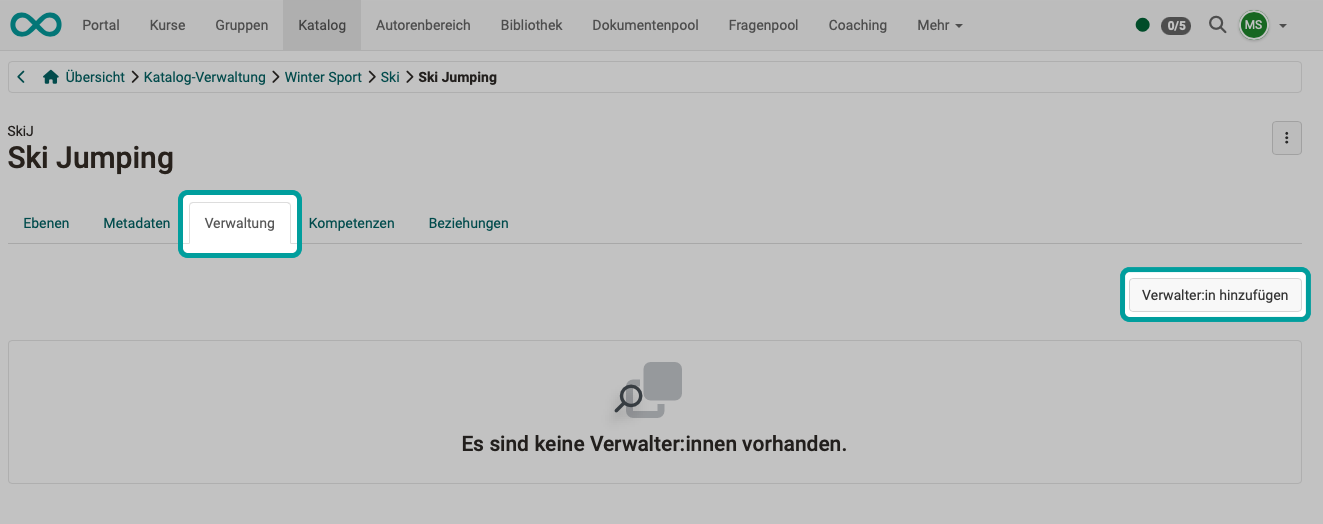 Portal Kurse Gruppen Katalog Autorenbereich Bibliothek Dokumentenpool Fragenpool Coaching Mehr 0/5 MS
Übersicht Katalog-Verwaltung Winter Sport Ski Ski Jumping
SkiJ
Ski Jumping
Ebenen Metadaten Verwaltung Kompetenzen Beziehungen
Verwalter:in hinzufügen
Es sind keine Verwalter:innen vorhanden.